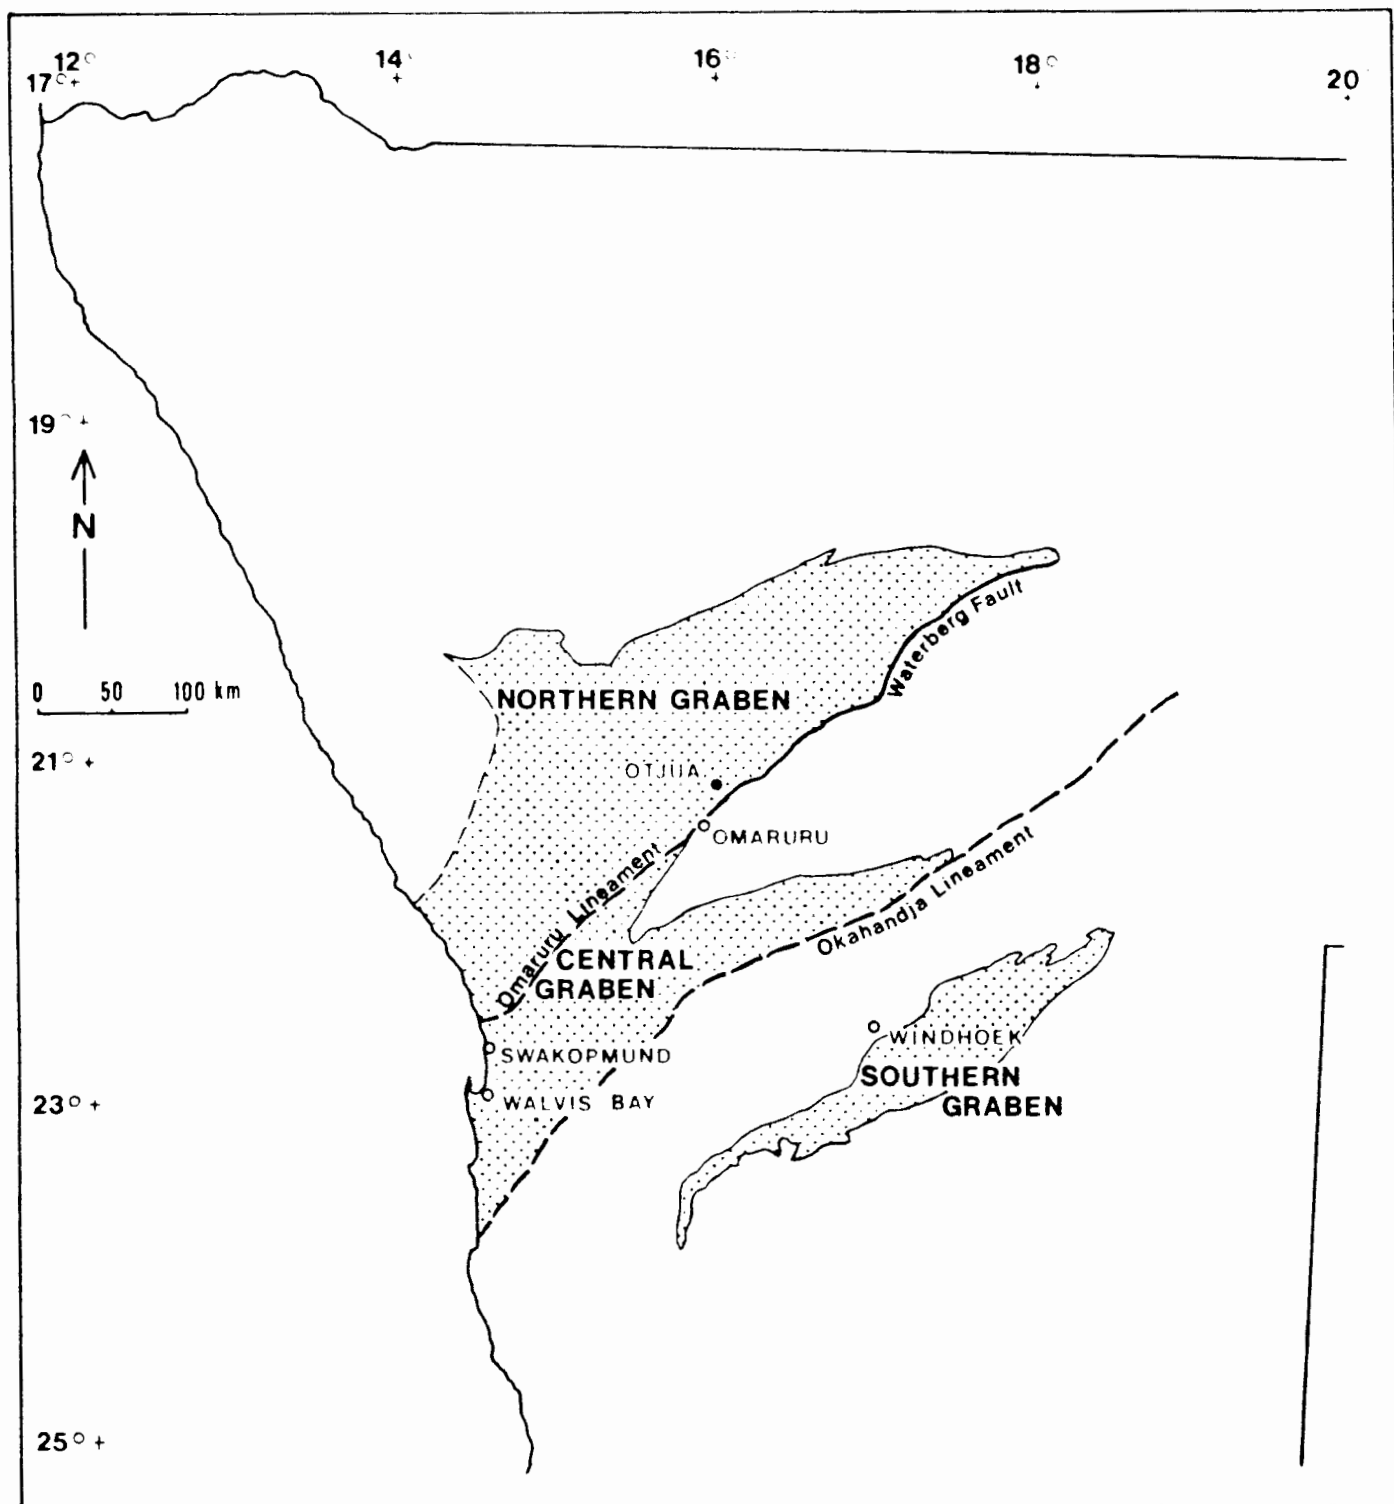 12° 14° 16° 18° 20
17°
19°
N
0 50 100 km
NORTHERN GRABEN
Waterberg Fault
21°
OTJUA
OMARURU
Omaruru Lineament
Okahandja Lineament
CENTRAL
GRABEN
WINDHOEK
SWAKOPMUND
SOUTHERN
GRABEN
WALVIS BAY
23°
25°